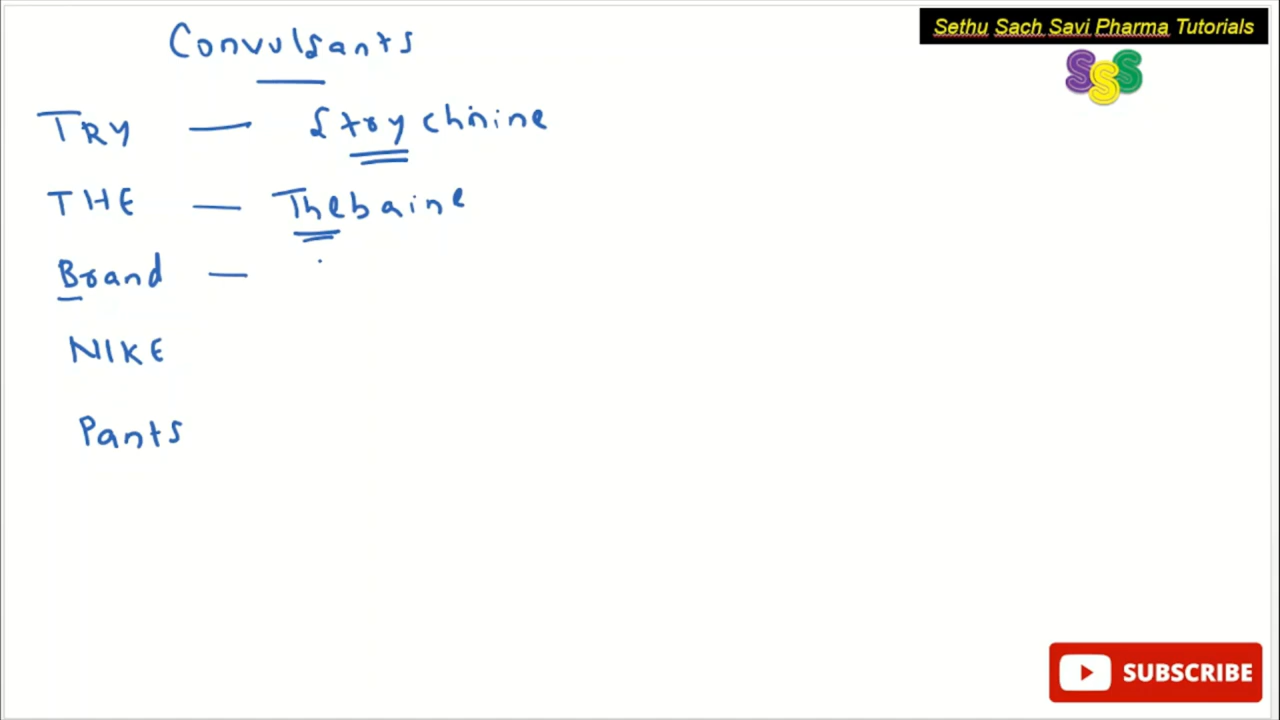 Convulsants
Sethu Sach Savi Pharma Tutorials
SSS
TRY — Strychnine
THE — Thebaine
Brand —
NIKE
Pants
SUBSCRIBE